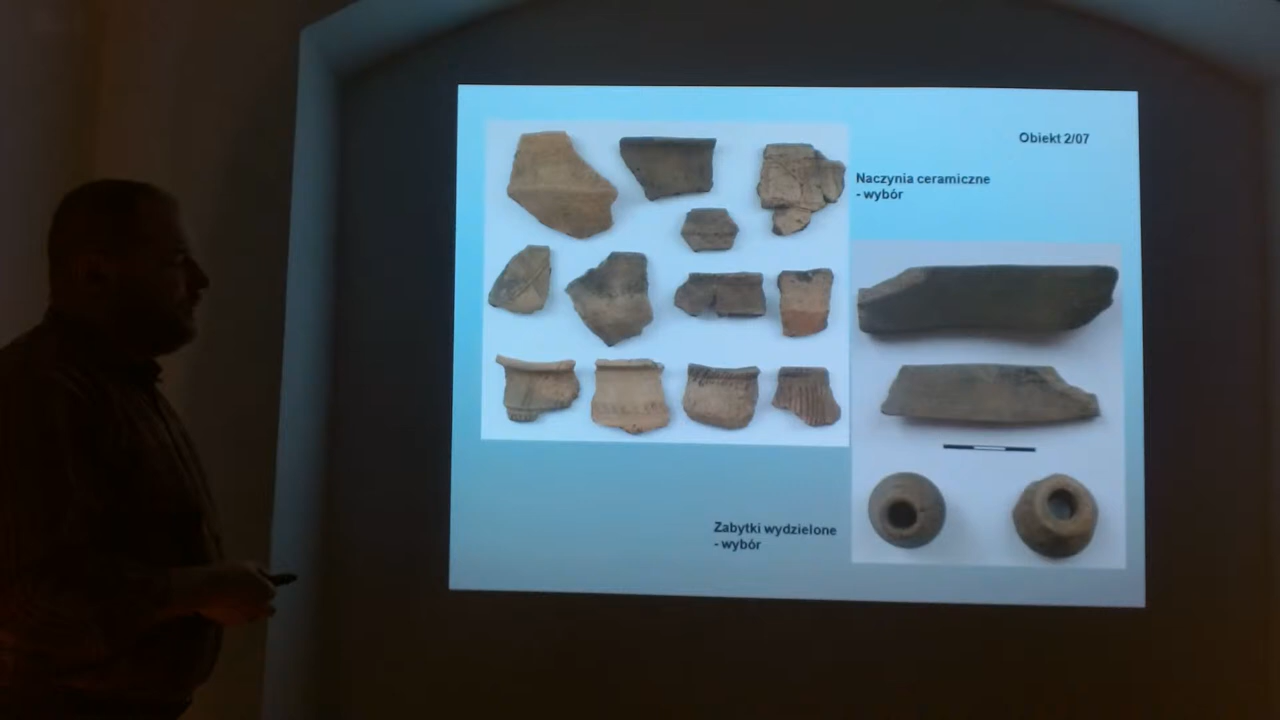 Obiekt 2/07
Naczynia ceramiczne
- wybór
Zabytki wydzielone
- wybór